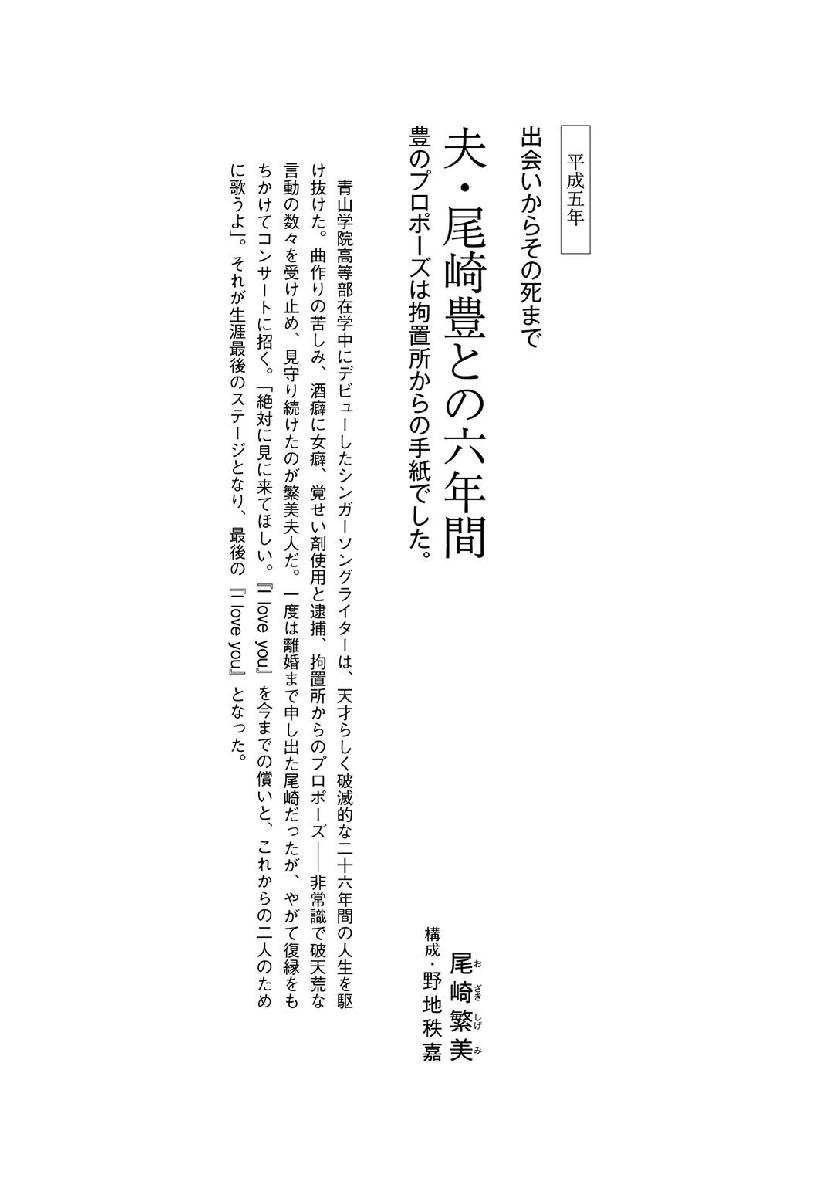 平成五年
出会いからその死まで
夫・尾崎豊との六年間
豊のプロポーズは拘置所からの手紙でした。
尾崎繁美
おざきしげみ
構成・野地秩嘉
青山学院高等部在学中にデビューしたシンガーソングライターは、天才らしく破滅的な二十六年間の人生を駆
け抜けた。曲作りの苦しみ、酒癖に女癖、覚せい剤使用と逮捕、拘置所からのプロポーズ――非常識で破天荒な
言動の数々を受け止め、見守り続けたのが繁美夫人だ。一度は離婚まで申し出た尾崎だったが、やがて復縁をも
ちかけてコンサートに招く。「絶対に見に来てほしい。『I love you』を今までの償いと、これからの二人のため
に歌うよ」。それが生涯最後のステージとなり、最後の『I love you』となった。